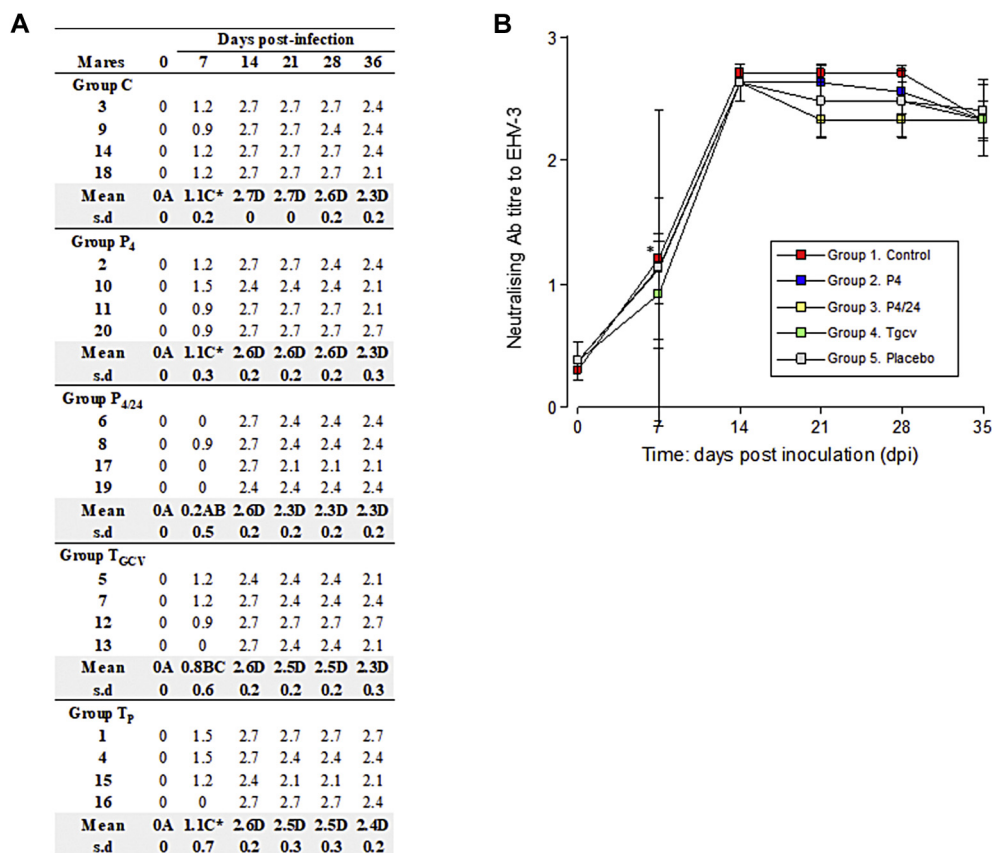 A
Days post-infection
Mares 0 7 14 21 28 36
Group C
3 0 1.2 2.7 2.7 2.7 2.4
9 0 0.9 2.7 2.7 2.4 2.4
14 0 1.2 2.7 2.7 2.7 2.4
18 0 1.2 2.7 2.7 2.7 2.1
Mean 0A 1.1C* 2.7D 2.7D 2.6D 2.3D
s.d 0 0.2 0 0 0.2 0.2
Group P4
2 0 1.2 2.7 2.7 2.4 2.4
10 0 1.5 2.4 2.4 2.4 2.1
11 0 0.9 2.7 2.7 2.7 2.1
20 0 0.9 2.7 2.7 2.7 2.7
Mean 0A 1.1C* 2.6D 2.6D 2.6D 2.3D
s.d 0 0.3 0.2 0.2 0.2 0.3
Group P4/24
6 0 0 2.7 2.4 2.4 2.4
8 0 0.9 2.7 2.4 2.4 2.4
17 0 0 2.7 2.1 2.1 2.1
19 0 0 2.4 2.4 2.4 2.4
Mean 0A 0.2AB 2.6D 2.3D 2.3D 2.3D
s.d 0 0.5 0.2 0.2 0.2 0.2
Group TGCV
5 0 1.2 2.4 2.4 2.4 2.1
7 0 1.2 2.7 2.4 2.4 2.4
12 0 0.9 2.7 2.7 2.7 2.7
13 0 0 2.7 2.4 2.4 2.1
Mean 0A 0.8BC 2.6D 2.5D 2.5D 2.3D
s.d 0 0.6 0.2 0.2 0.2 0.3
Group TP
1 0 1.5 2.7 2.7 2.7 2.7
4 0 1.5 2.7 2.4 2.4 2.4
15 0 1.2 2.4 2.1 2.1 2.1
16 0 0 2.7 2.7 2.7 2.4
Mean 0A 1.1C* 2.6D 2.5D 2.5D 2.4D
s.d 0 0.7 0.2 0.3 0.3 0.2
B
Neutralising Ab titre to EHV-3
3
2
1
0
*
Group 1. Control
Group 2. P4
Group 3. P4/24
Group 4. Tgcv
Group 5. Placebo
0 7 14 21 28 35
Time: days post inoculation (dpi)